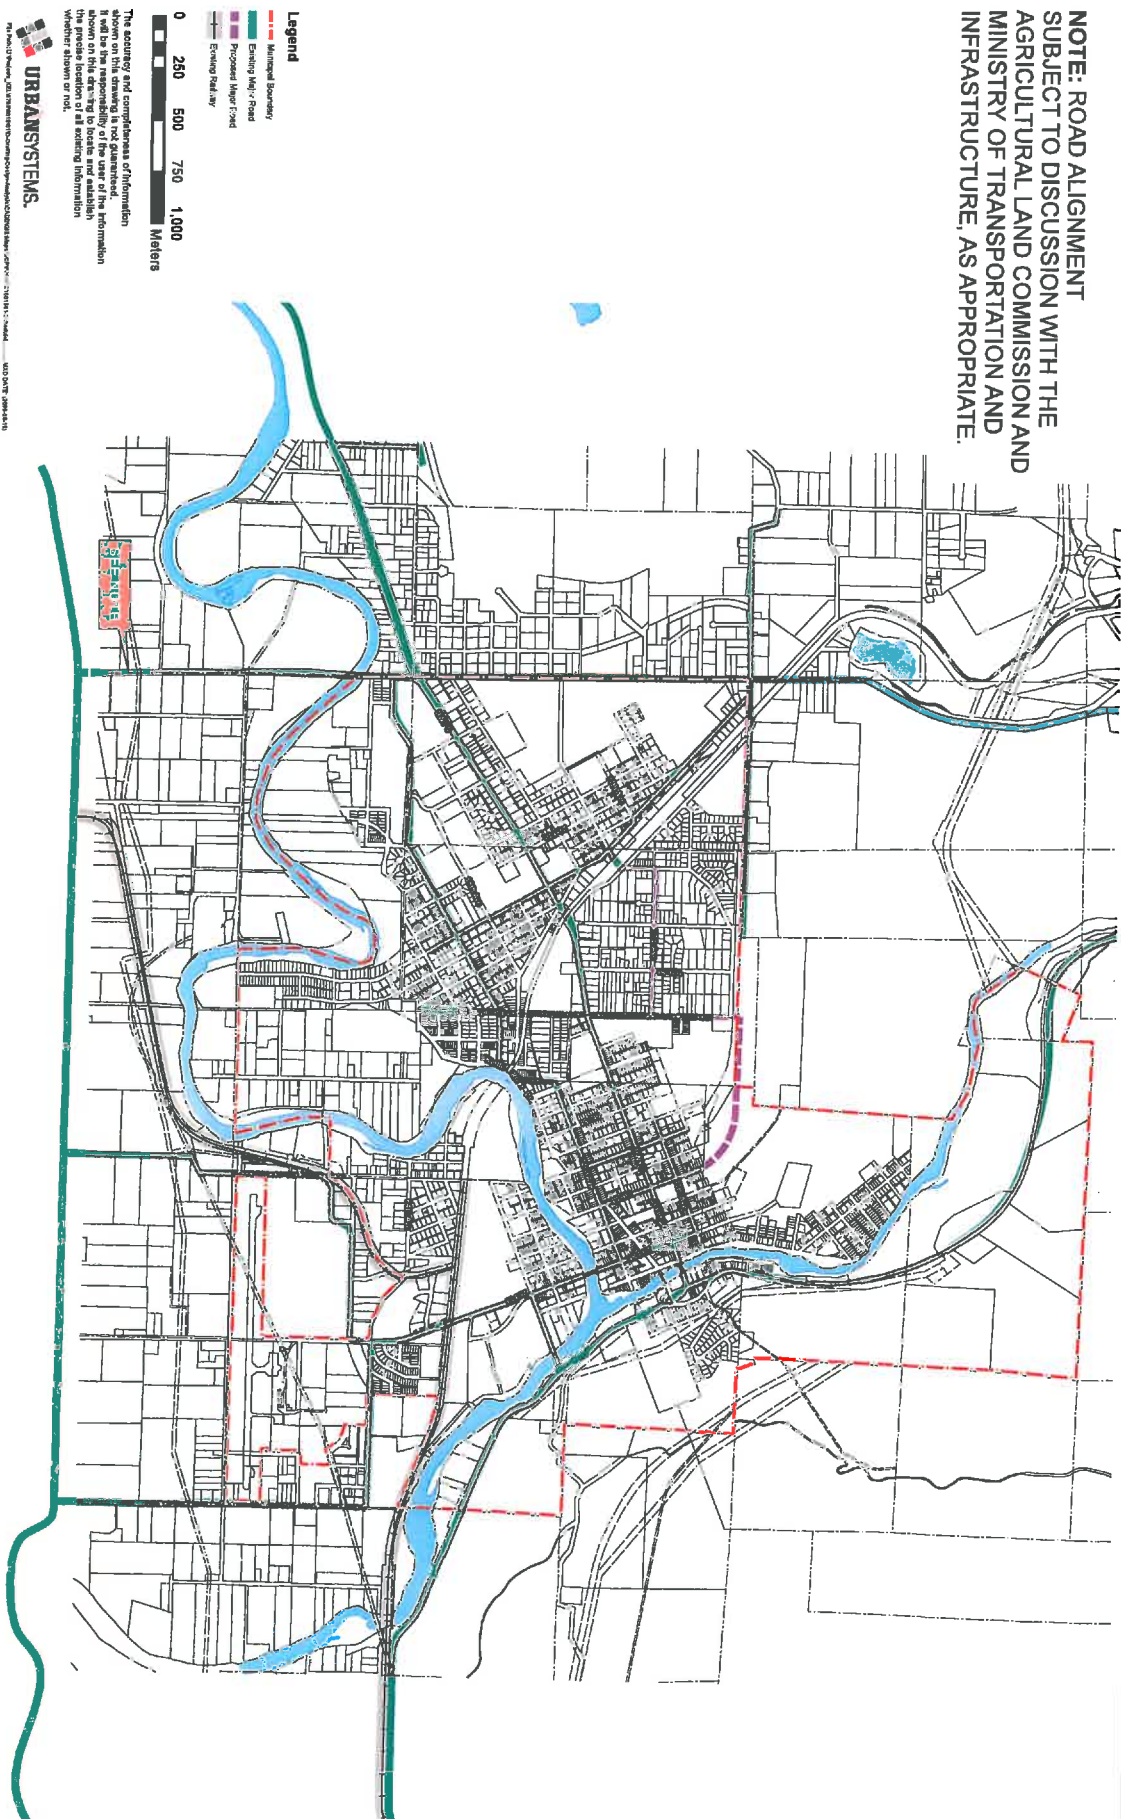 NOTE: ROAD ALIGNMENT
SUBJECT TO DISCUSSION WITH THE
AGRICULTURAL LAND COMMISSION AND
MINISTRY OF TRANSPORTATION AND
INFRASTRUCTURE, AS APPROPRIATE.
Legend
Municipal Boundary
Existing Major Road
Proposed Major Road
Existing Railway
0 250 500 750 1,000
Meters
The accuracy and completeness of information
shown on this drawing is not guaranteed.
It will be the responsibility of the user of the information
shown on this drawing to locate and establish
the precise location of all existing information
whether shown or not.
URBANSYSTEMS.